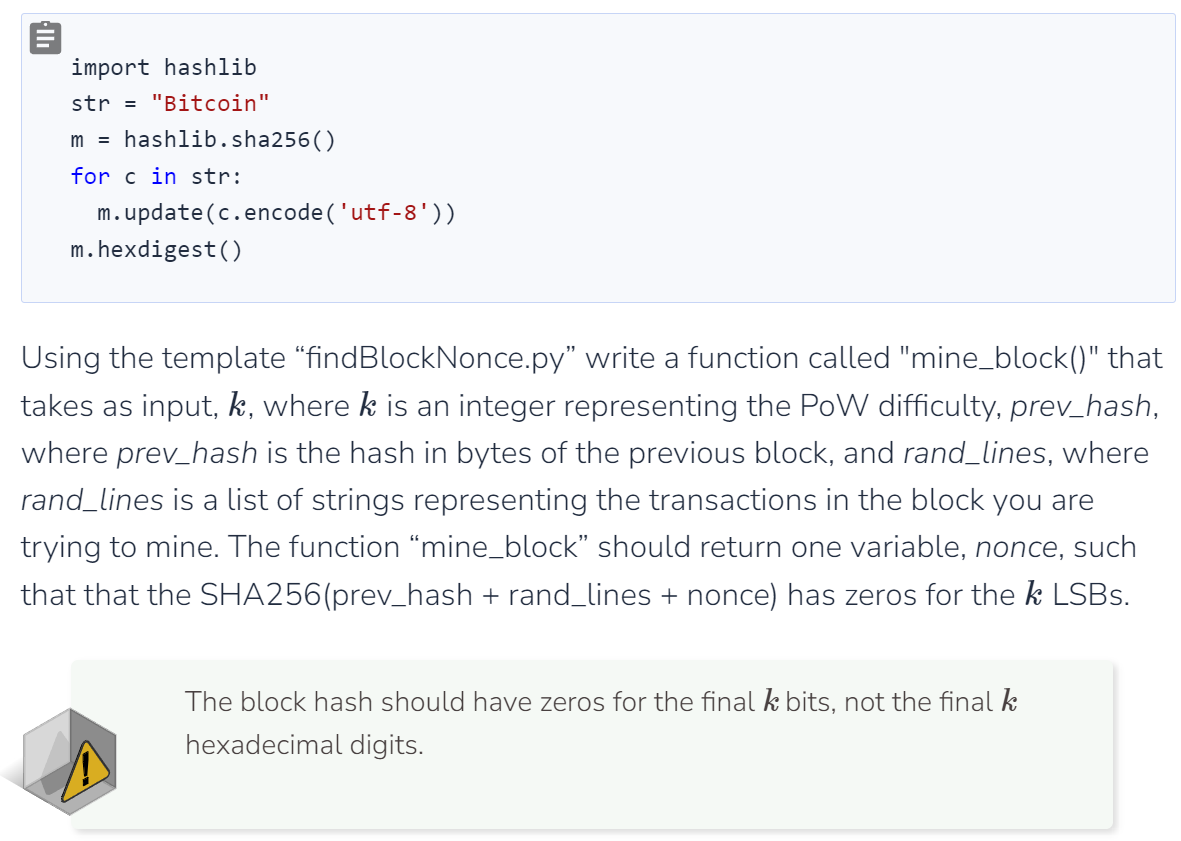 import hashlib
str = "Bitcoin"
m = hashlib.sha256()
for c in str:
  m.update(c.encode('utf-8'))
m.hexdigest()
Using the template “findBlockNonce.py” write a function called "mine_block()" that
takes as input, k, where k is an integer representing the PoW difficulty, prev_hash,
where prev_hash is the hash in bytes of the previous block, and rand_lines, where
rand_lines is a list of strings representing the transactions in the block you are
trying to mine. The function “mine_block” should return one variable, nonce, such
that that the SHA256(prev_hash + rand_lines + nonce) has zeros for the k LSBs.
The block hash should have zeros for the final k bits, not the final k
hexadecimal digits.